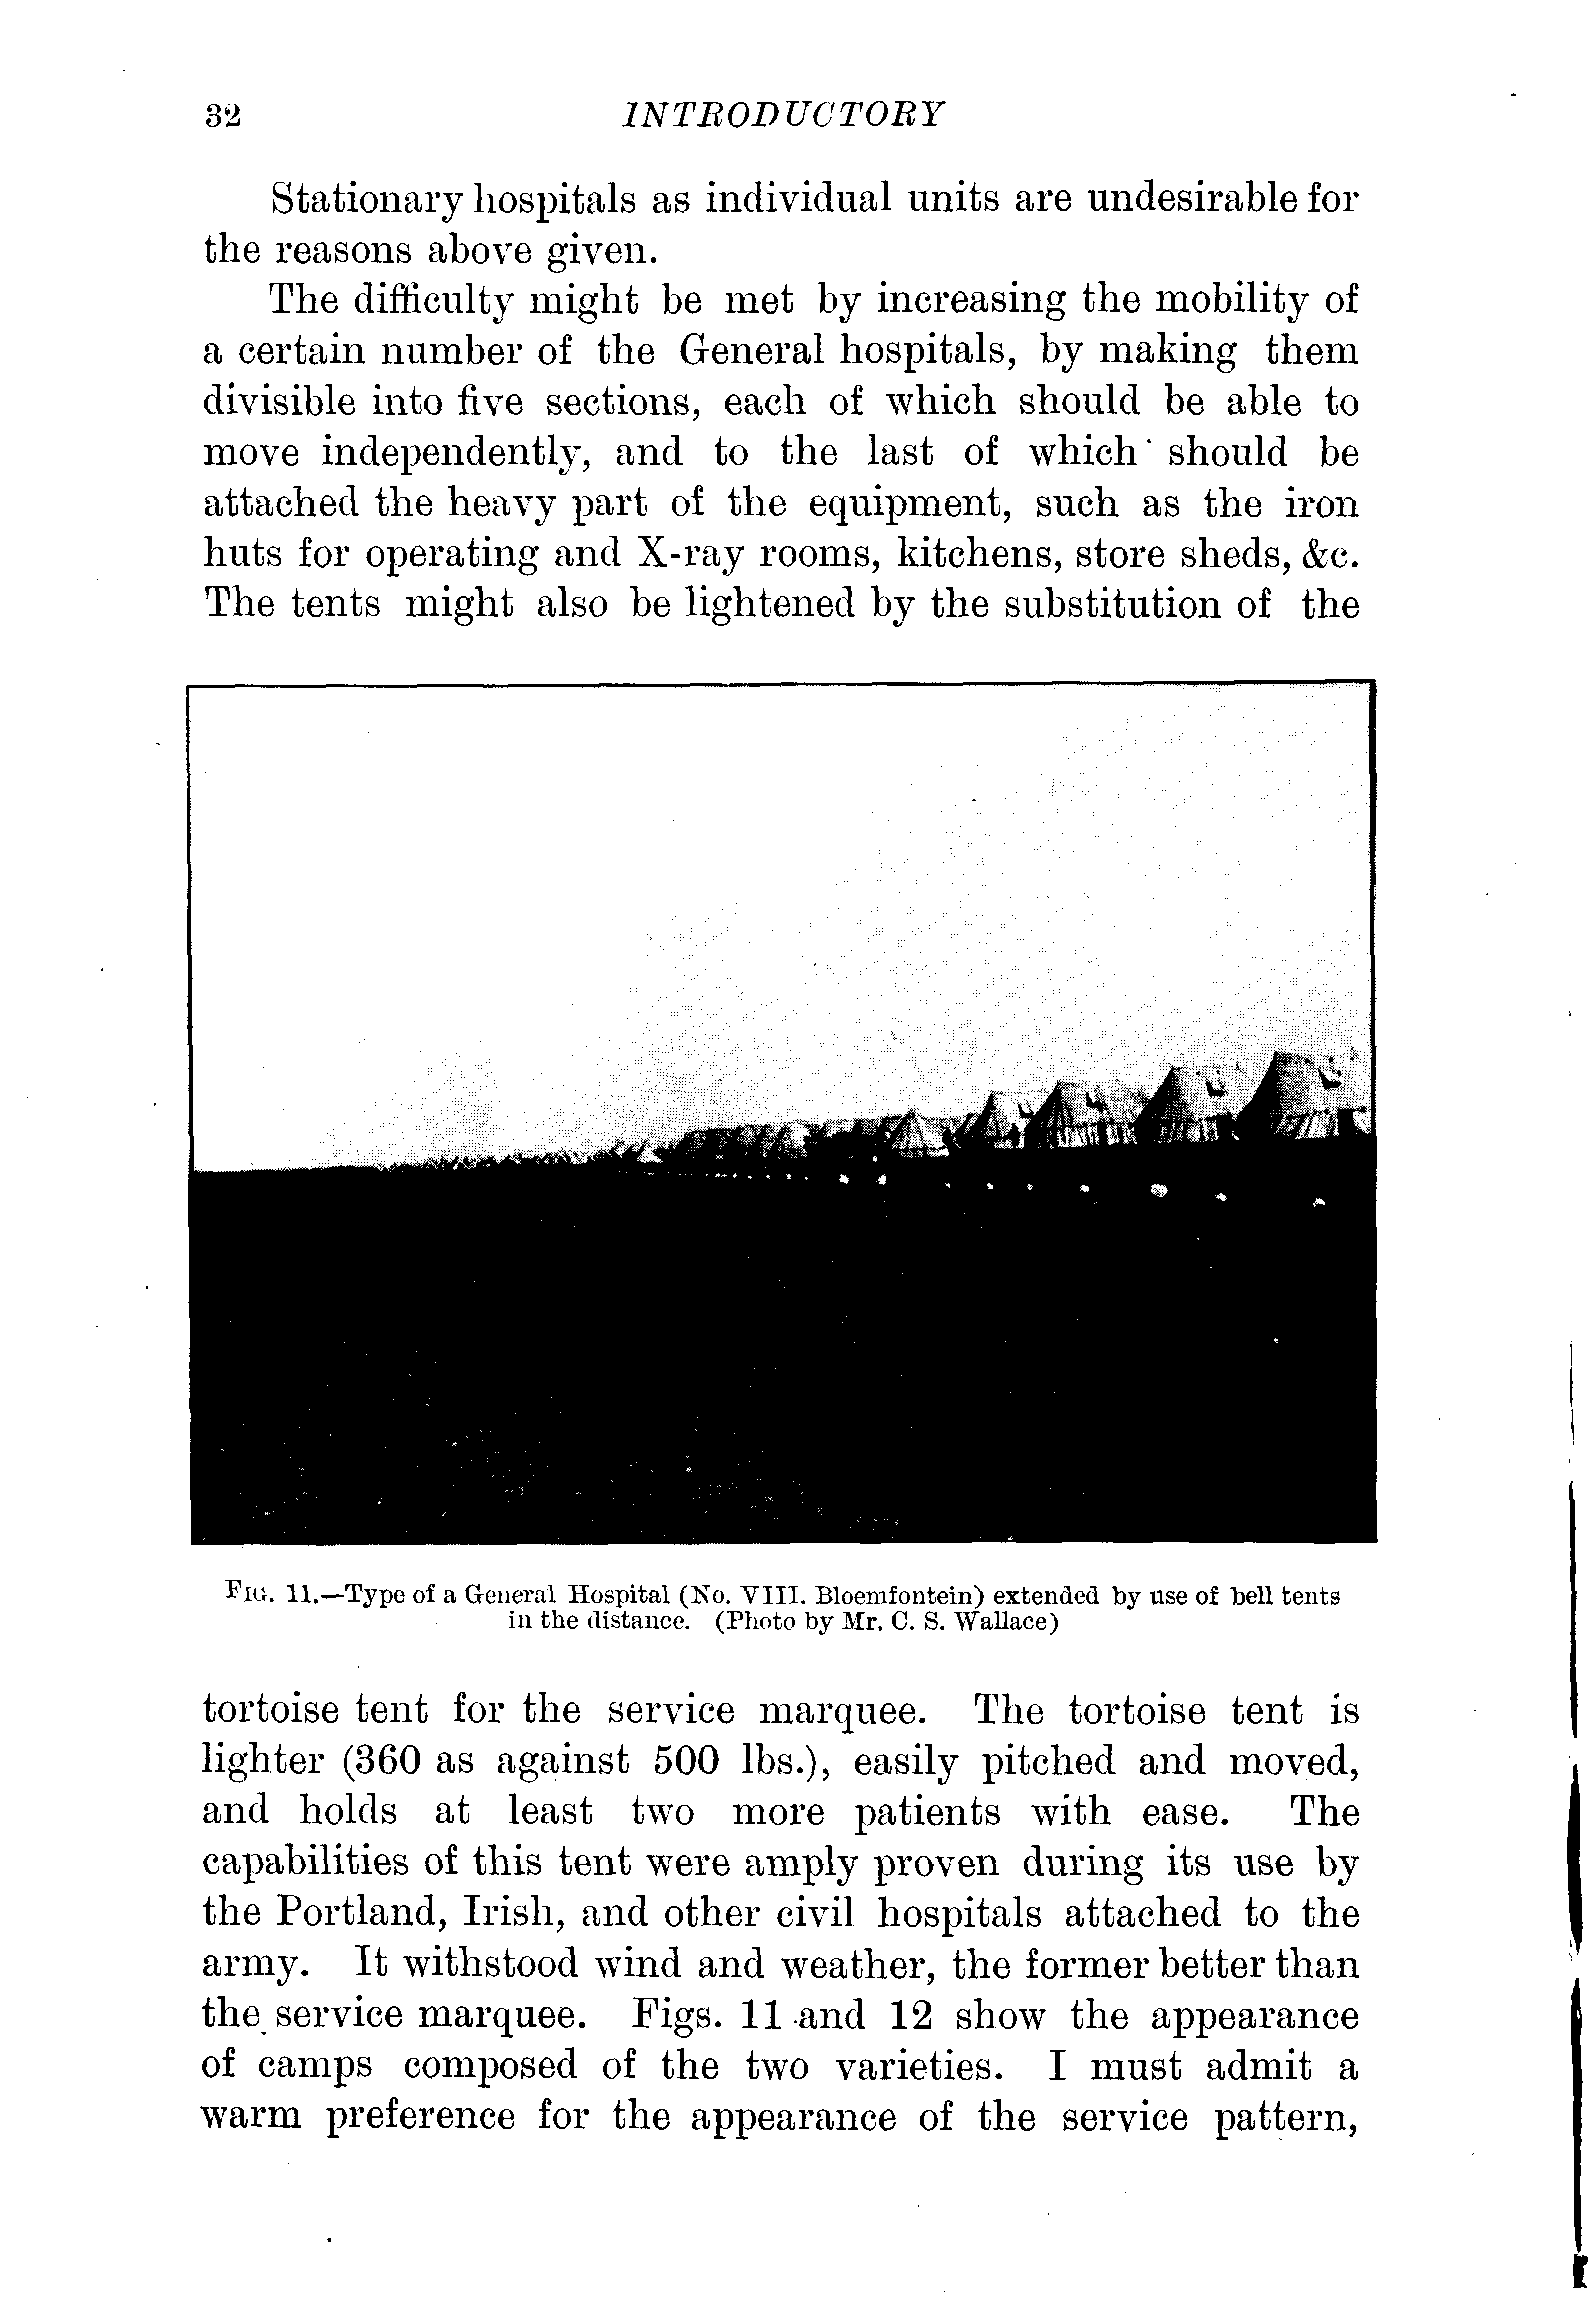 32 INTRODUCTORY
Stationary hospitals as individual units are undesirable for
the reasons above given.
The difficulty might be met by increasing the mobility of
a certain number of the General hospitals, by making them
divisible into five sections, each of which should be able to
move independently, and to the last of which should be
attached the heavy part of the equipment, such as the iron
huts for operating and X-ray rooms, kitchens, store sheds, &c.
The tents might also be lightened by the substitution of the
FIG. 11.—Type of a General Hospital (No. VIII. Bloemfontein) extended by use of bell tents
in the distance. (Photo by Mr. C. S. Wallace)
tortoise tent for the service marquee. The tortoise tent is
lighter (360 as against 500 lbs.), easily pitched and moved,
and holds at least two more patients with ease. The
capabilities of this tent were amply proven during its use by
the Portland, Irish, and other civil hospitals attached to the
army. It withstood wind and weather, the former better than
the service marquee. Figs. 11 and 12 show the appearance
of camps composed of the two varieties. I must admit a
warm preference for the appearance of the service pattern,